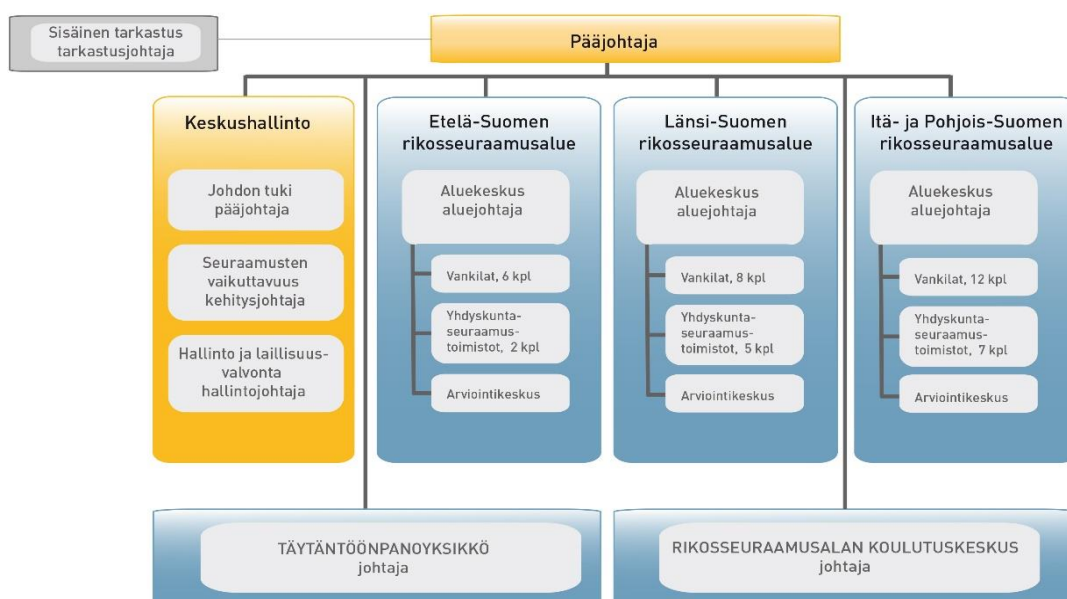 Sisäinen tarkastus
tarkastusjohtaja
Pääjohtaja
Keskushallinto
Johdon tuki
pääjohtaja
Seuraamusten
vaikuttavuus
kehitysjohtaja
Hallinto ja laillisuus-
valvonta
hallintojohtaja
Etelä-Suomen
rikosseuraamusalue
Aluekeskus
aluejohtaja
Vankilat, 6 kpl
Yhdyskunta-
seuraamus-
toimistot, 2 kpl
Arviointikeskus
Länsi-Suomen
rikosseuraamusalue
Aluekeskus
aluejohtaja
Vankilat, 8 kpl
Yhdyskunta-
seuraamus-
toimistot, 5 kpl
Arviointikeskus
Itä- ja Pohjois-Suomen
rikosseuraamusalue
Aluekeskus
aluejohtaja
Vankilat, 12 kpl
Yhdyskunta-
seuraamus-
toimistot, 7 kpl
Arviointikeskus
TÄYTÄNTÖÖNPANOYKSIKKÖ
johtaja
RIKOSSEURAAMUSALAN KOULUTUSKESKUS
johtaja